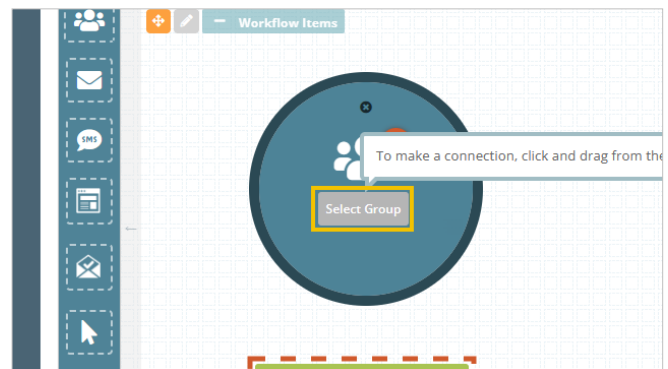 Workflow Items
SMS
To make a connection, click and drag from the
Select Group